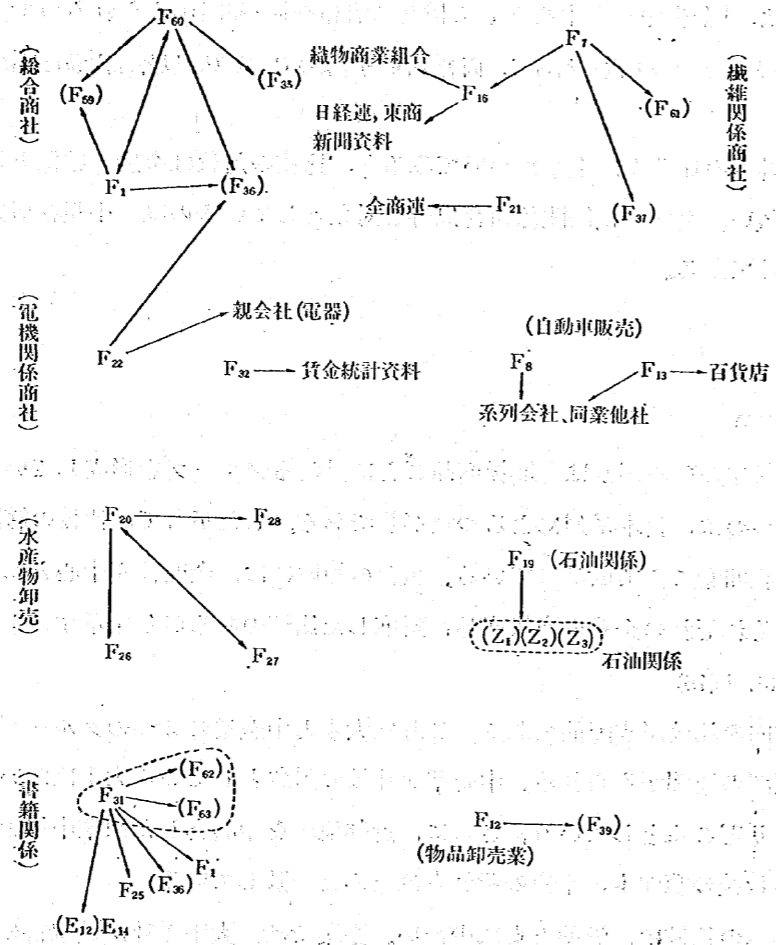 (総合商社)
F₆₀
(F₅₉)
(F₃₅)
F₁
(F₃₆)
織物商業組合
F₁₆
日経連,東商
新聞資料
F₇
(F₆₁)
(F₃₇)
全商連
F₂₁
(繊維関係商社)
(電機関係商社)
F₂₂
親会社(電器)
F₃₂
賃金統計資料
(自動車販売)
F₈
F₁₃
百貨店
系列会社、同業他社
(水産物卸売)
F₂₀
F₂₈
F₂₆
F₂₇
F₁₉ (石油関係)
(Z₁)(Z₂)(Z₃)
石油関係
(書籍関係)
F₃₁
(F₆₂)
(F₆₃)
F₁
(F₃₆)
F₂₅
(E₁₂)E₁₄
F₁₂
(F₃₉)
(物品卸売業)